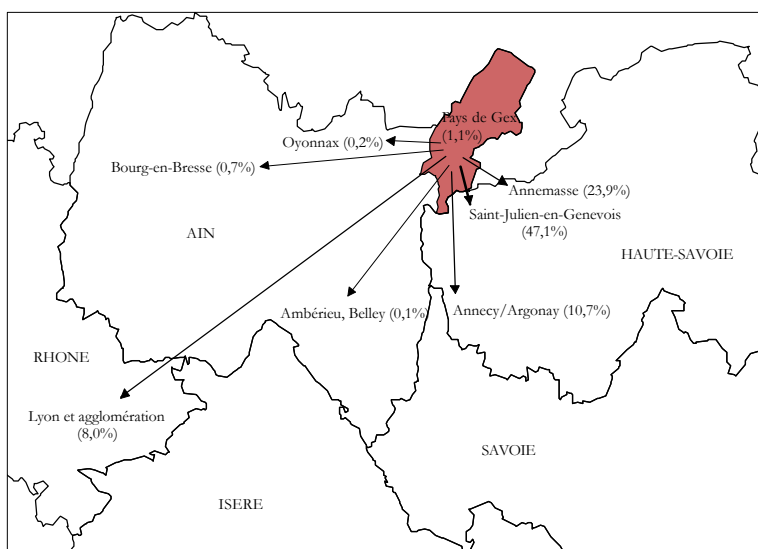 Pays de Gex
(1,1%)
Oyonnax (0,2%)
Bourg-en-Bresse (0,7%)
Annemasse (23,9%)
Saint-Julien-en-Genevois
(47,1%)
AIN
HAUTE-SAVOIE
Ambérieu, Belley (0,1%)
Annecy/Argonay (10,7%)
RHONE
Lyon et agglomération
(8,0%)
SAVOIE
ISERE